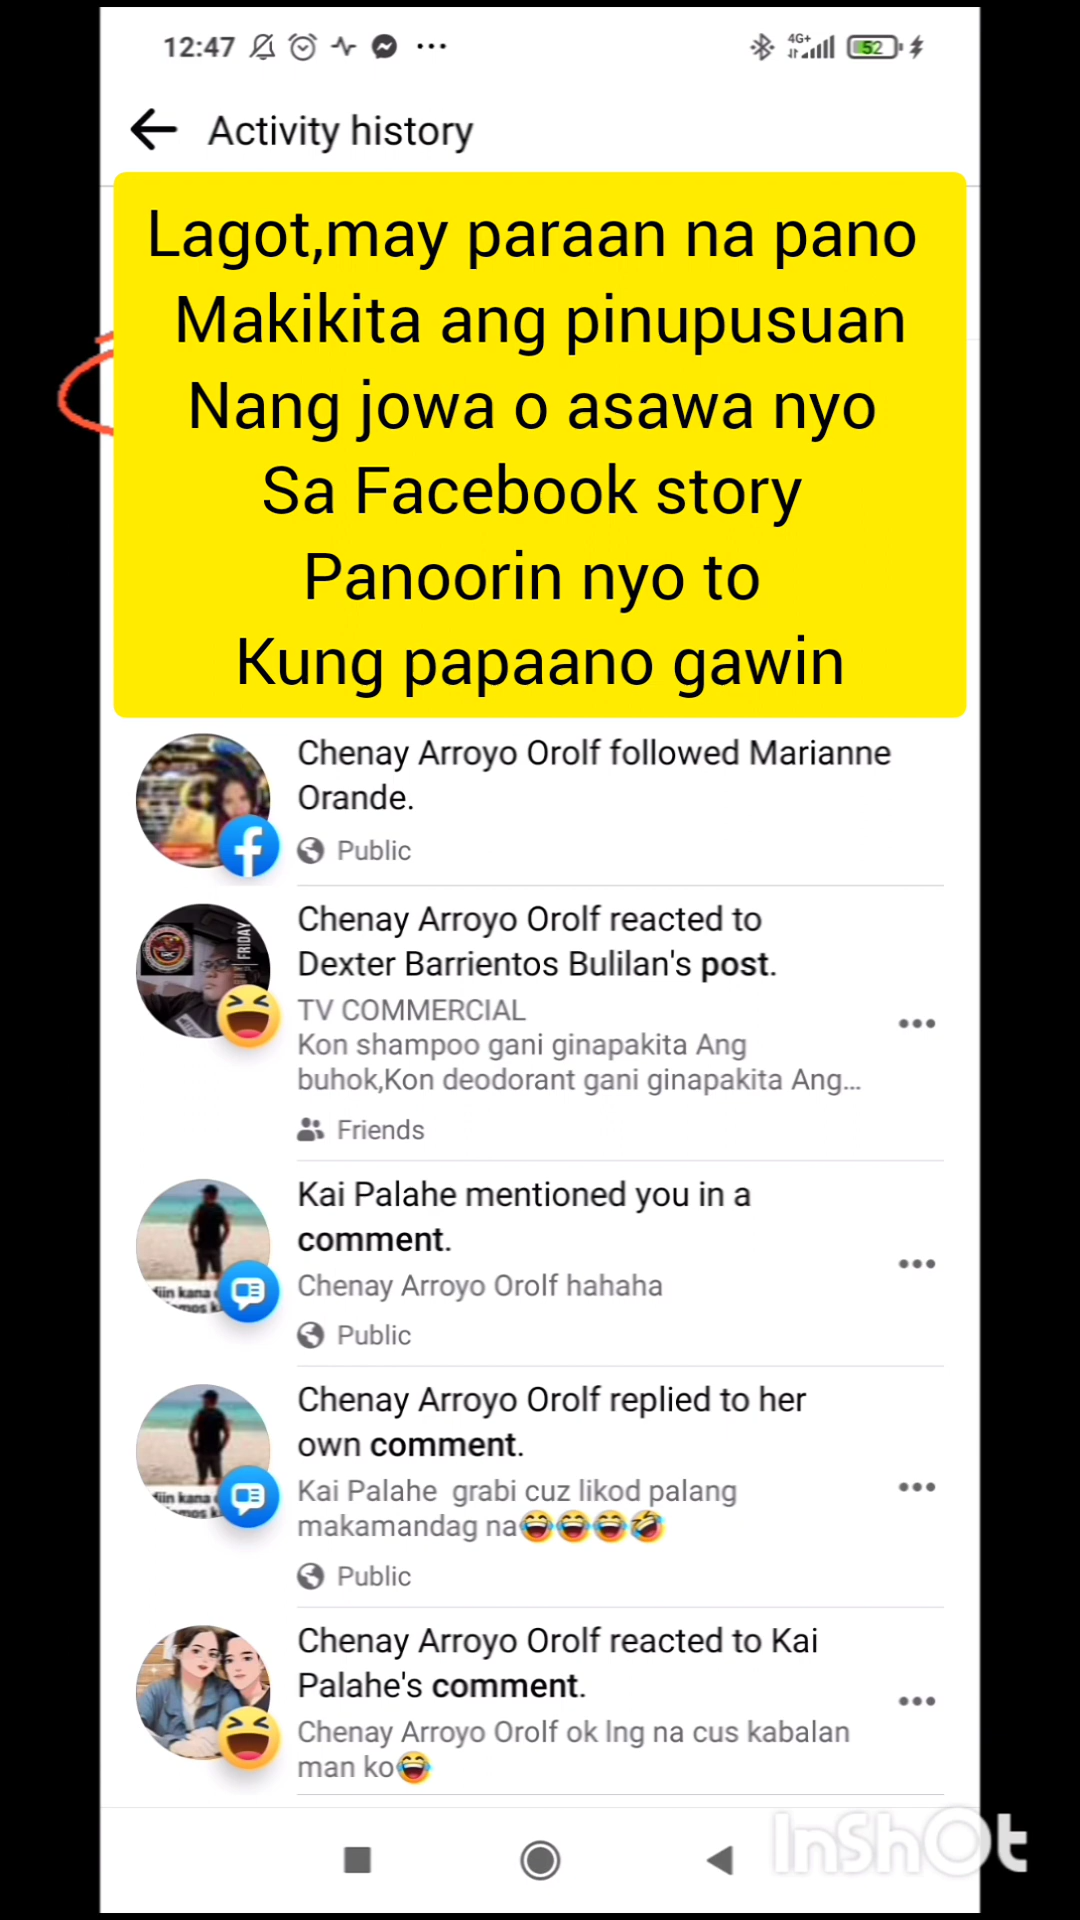 12:47
4G+
52
Activity history
Lagot,may paraan na pano
Makikita ang pinupusuan
Nang jowa o asawa nyo
Sa Facebook story
Panoorin nyo to
Kung papaano gawin
Chenay Arroyo Orolf followed Marianne
Orande.
Public
FRIDAY
Chenay Arroyo Orolf reacted to
Dexter Barrientos Bulilan's post.
TV COMMERCIAL
Kon shampoo gani ginapakita Ang
buhok,Kon deodorant gani ginapakita Ang...
Friends
Kai Palahe mentioned you in a
comment.
Chenay Arroyo Orolf hahaha
Public
Chenay Arroyo Orolf replied to her
own comment.
Kai Palahe grabi cuz likod palang
makamandag na😅😅😅🤣
Public
Chenay Arroyo Orolf reacted to Kai
Palahe's comment.
Chenay Arroyo Orolf ok lng na cus kabalan
man ko😂
InShOt